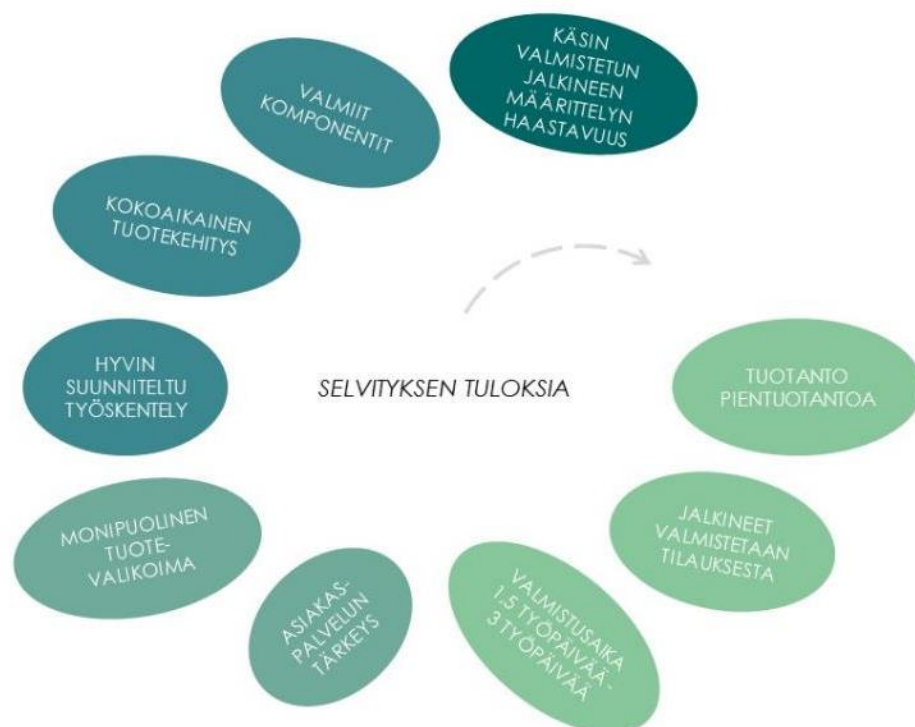 KÄSIN
VALMISTETUN
JALKINEEN
MÄÄRITTELYN
HAASTAVUUS
VALMIIT
KOMPONENTIT
KOKOAIKAINEN
TUOTEKEHITYS
HYVIN
SUUNNITELTU
TYÖSKENTELY
SELVITYKSEN TULOKSIA
TUOTANTO
PIENTUOTANTOA
MONIPUOLINEN
TUOTE-
VALIKOIMA
JALKINEET
VALMISTETAAN
TILAUKSESTA
ASIAKAS-
PALVELUN
TÄRKEYS
VALMISTUSAIKA
1,5 TYÖPÄIVÄÄ -
3 TYÖPÄIVÄÄ